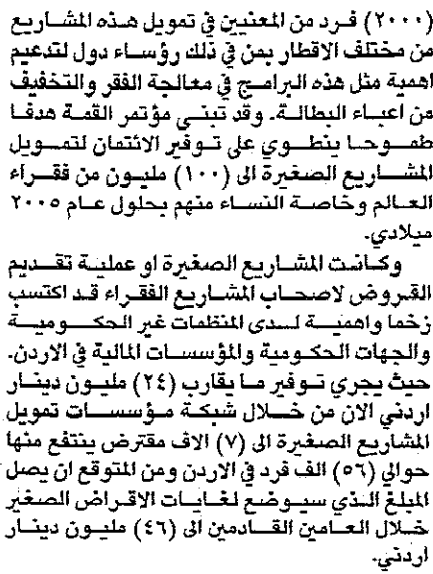 (٢٠٠٠) فرد من المعنيين في تمويل هذه المشاريع
من مختلف الاقطار بمن في ذلك رؤساء دول لتدعيم
اهمية مثل هذه البرامج في معالجة الفقر والتخفيف
من اعباء البطالة. وقد تبنى مؤتمر القمة هدفا
طموحا ينطوي على توفير الائتمان لتمويل
المشاريع الصغيرة الى (١٠٠) مليون من فقراء
العالم وخاصة النساء منهم بحلول عام ٢٠٠٥
ميلادي.
وكانت المشاريع الصغيرة او عملية تقديم
القروض لاصحاب المشاريع الفقراء قد اكتسب
زخما واهمية لدى المنظمات غير الحكومية
والجهات الحكومية والمؤسسات المالية في الاردن.
حيث يجري توفير ما يقارب (٢٤) مليون دينار
اردني الان من خلال شبكة مؤسسات تمويل
المشاريع الصغيرة الى (٧) الاف مقترض ينتفع منها
حوالي (٥٦) الف فرد في الاردن ومن المتوقع ان يصل
المبلغ الذي سيوضع لغايات الاقراض الصغير
خلال العامين القادمين الى (٤٦) مليون دينار
اردني.